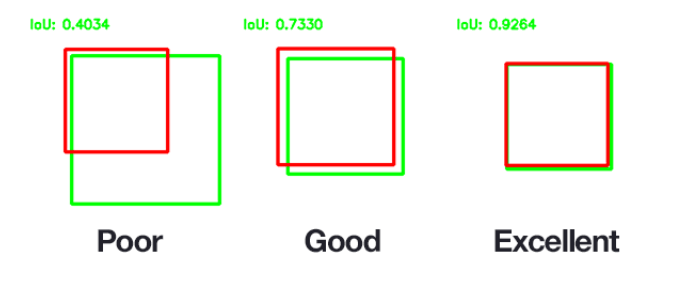 IoU: 0.4034
IoU: 0.7330
IoU: 0.9264
Poor
Good
Excellent